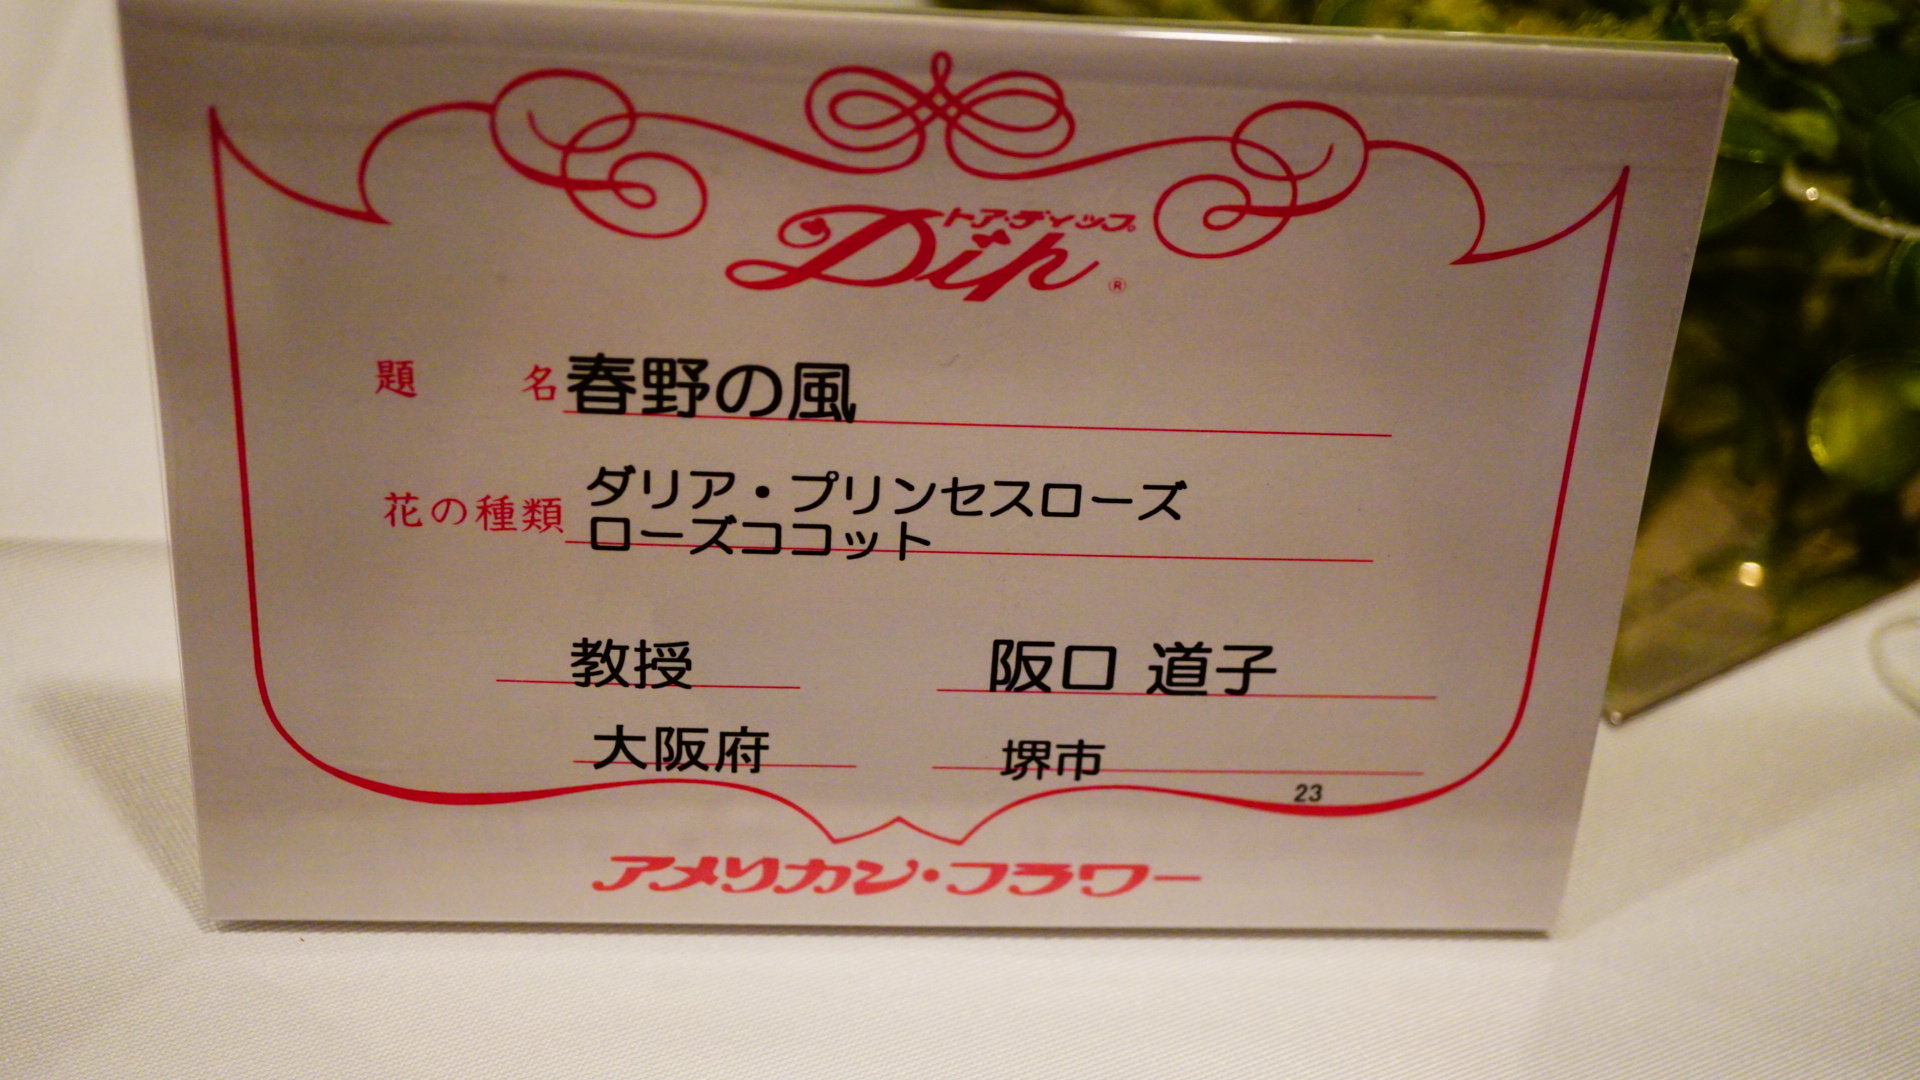 トア・ディップ。
Dip ®
題 名 春野の風
花の種類 ダリア・プリンセスローズ
ローズココット
教授 阪口 道子
大阪府 堺市
23
アメリカン・フラワー